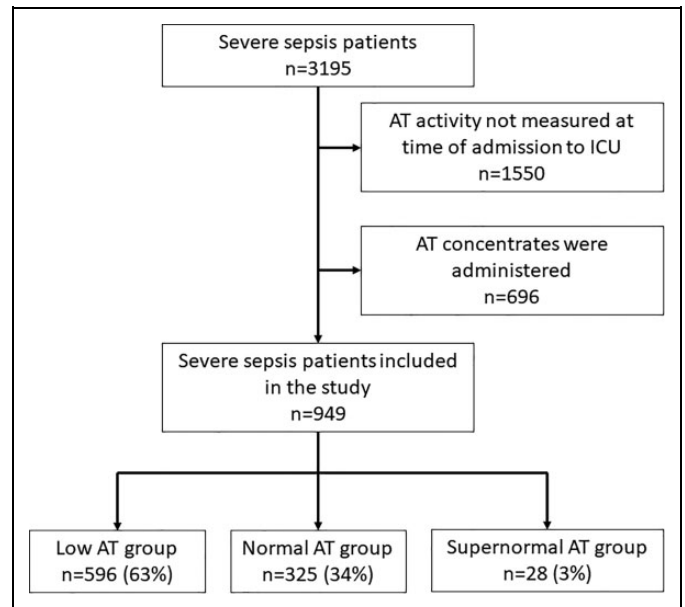 Severe sepsis patients
n=3195
AT activity not measured at
time of admission to ICU
n=1550
AT concentrates were
administered
n=696
Severe sepsis patients included
in the study
n=949
Low AT group
n=596 (63%)
Normal AT group
n=325 (34%)
Supernormal AT group
n=28 (3%)